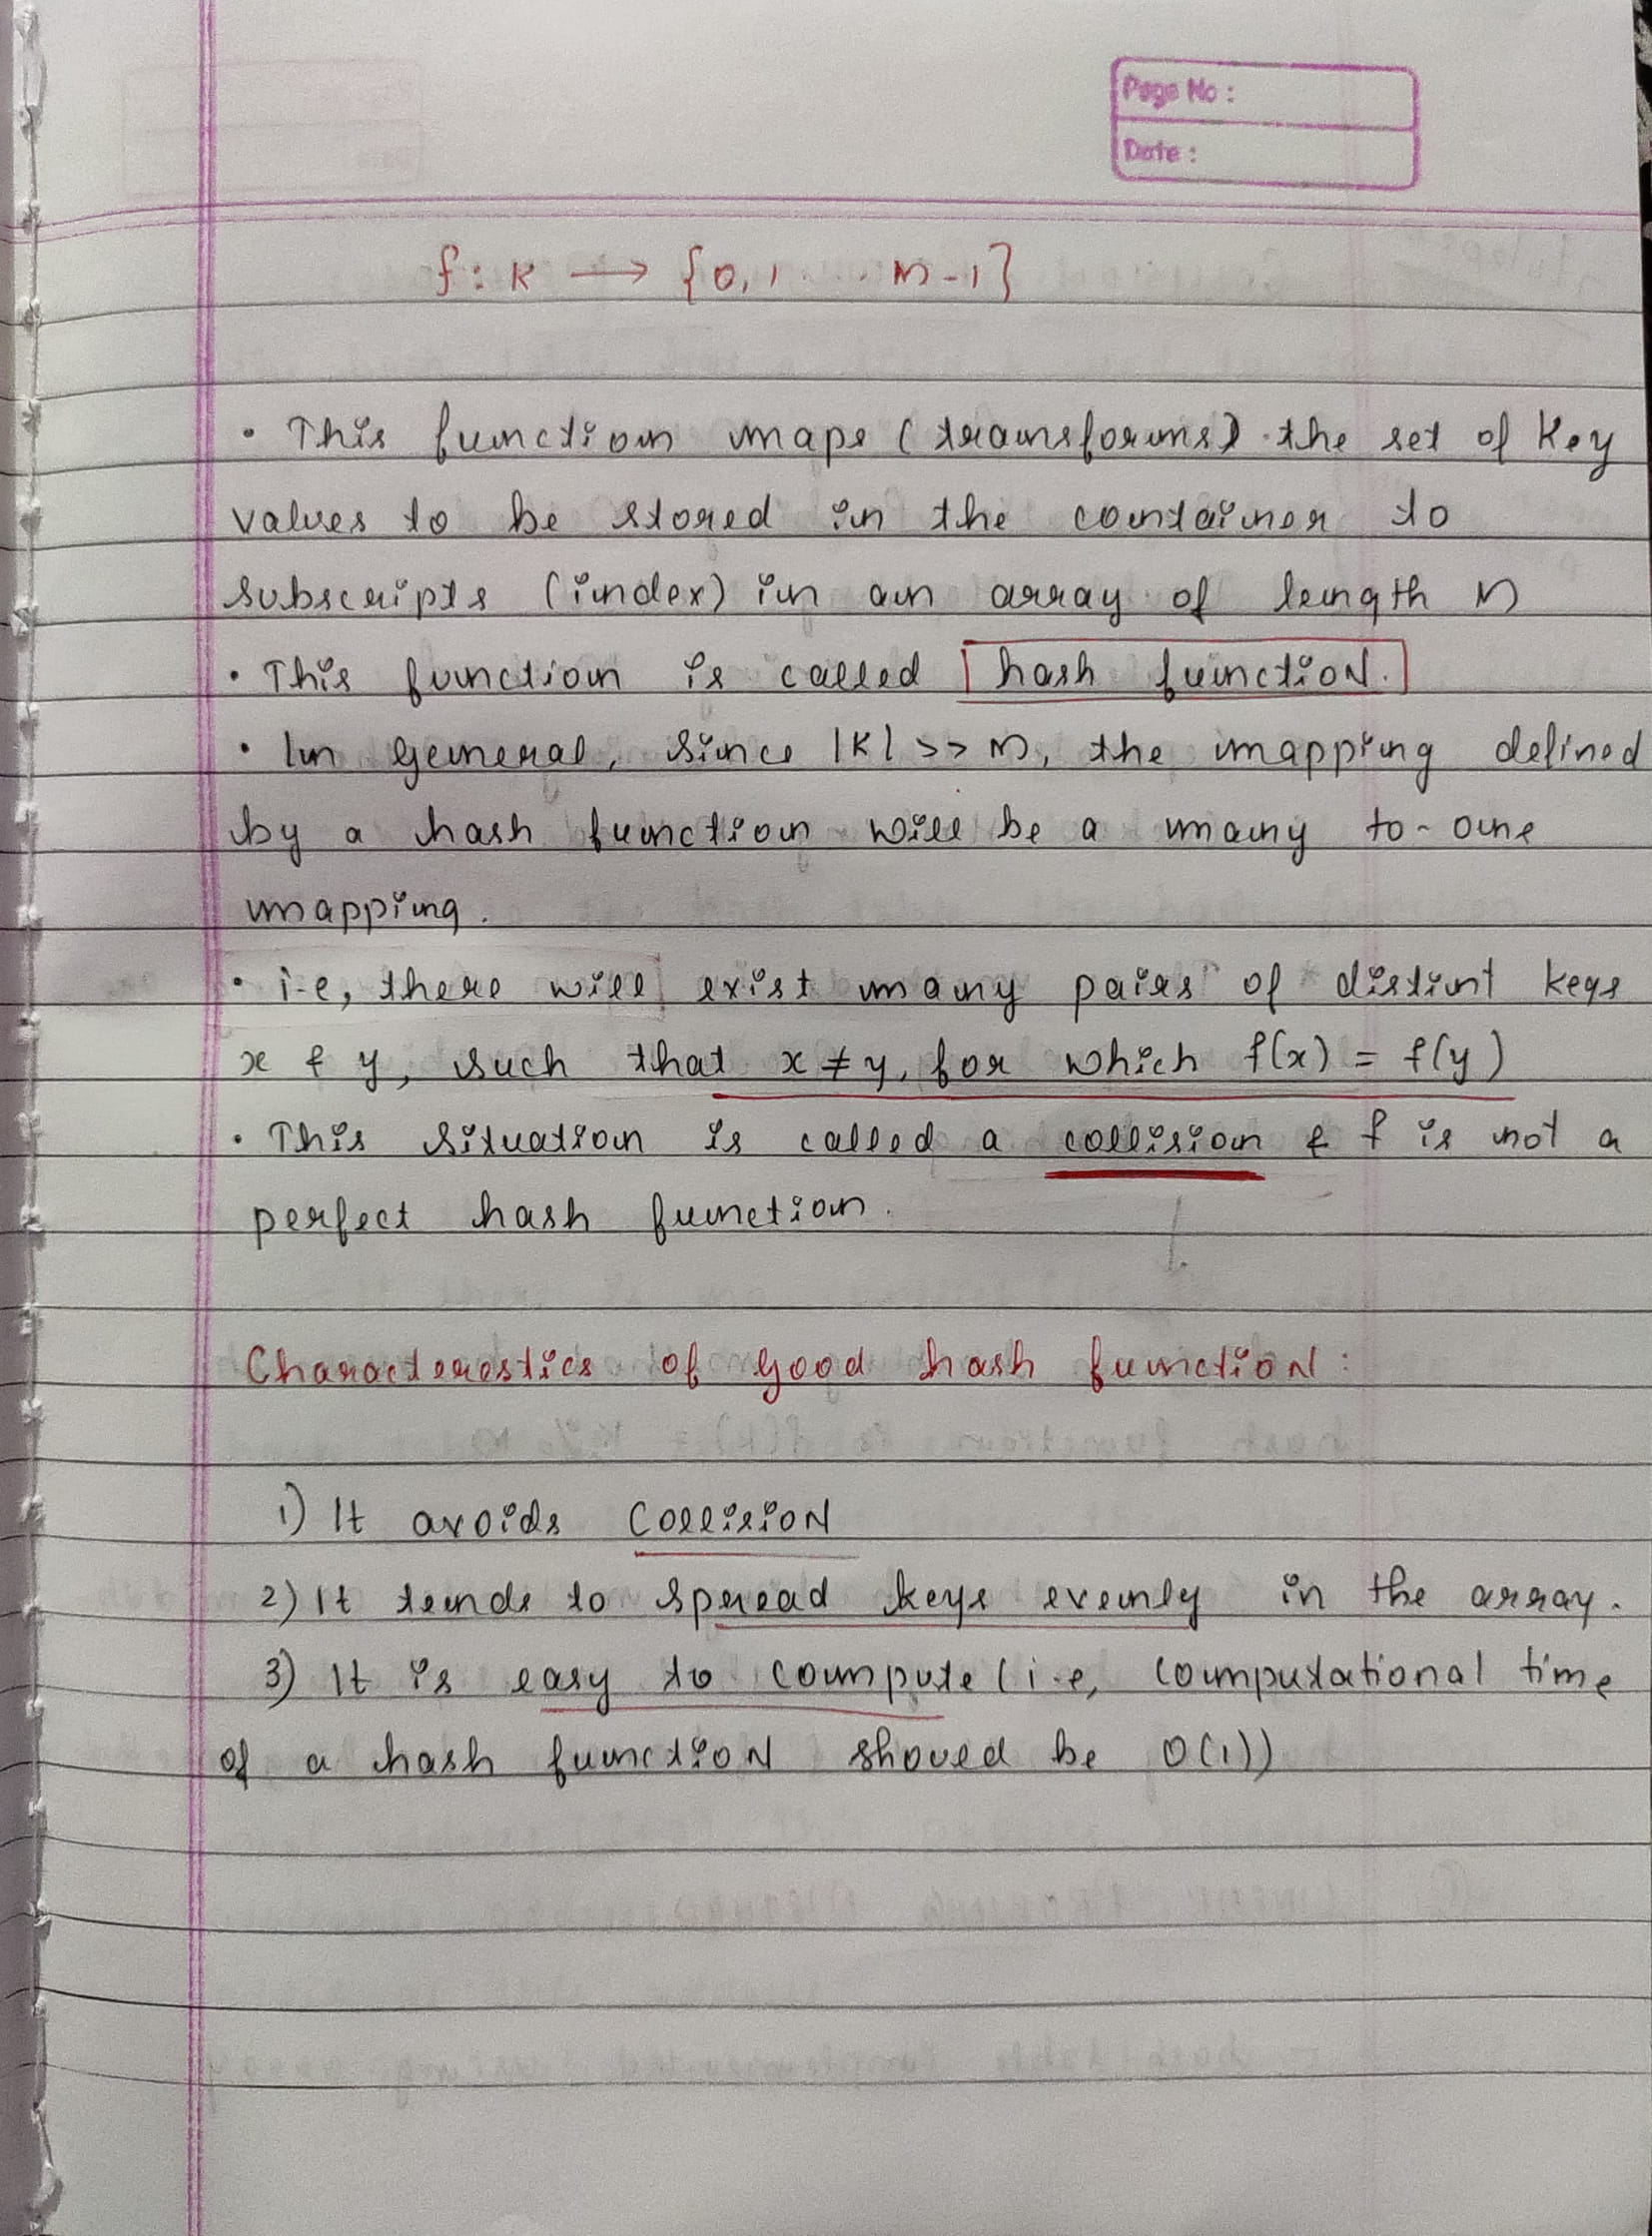 Page No :
Date :
f : K → {0, 1 . . . M-1}
• This function maps (transforms) the set of Key
values to be stored in the container to
subscripts (index) in an array of length M
• This function is called hash function.
• In general, since |K| >> M, the mapping defined
by a hash function will be a many to-one
mapping.
• i-e, there will exist many pairs of distint keys
x & y, such that x ≠ y, for which f(x) = f(y)
• This situation is called a collision & f is not a
perfect hash function.
Characterestics of good hash function :
1) It avoids Collision
2) It tends to spread keys evenly in the array.
3) It is easy to compute (i-e, computational time
of a hash function should be O(1))